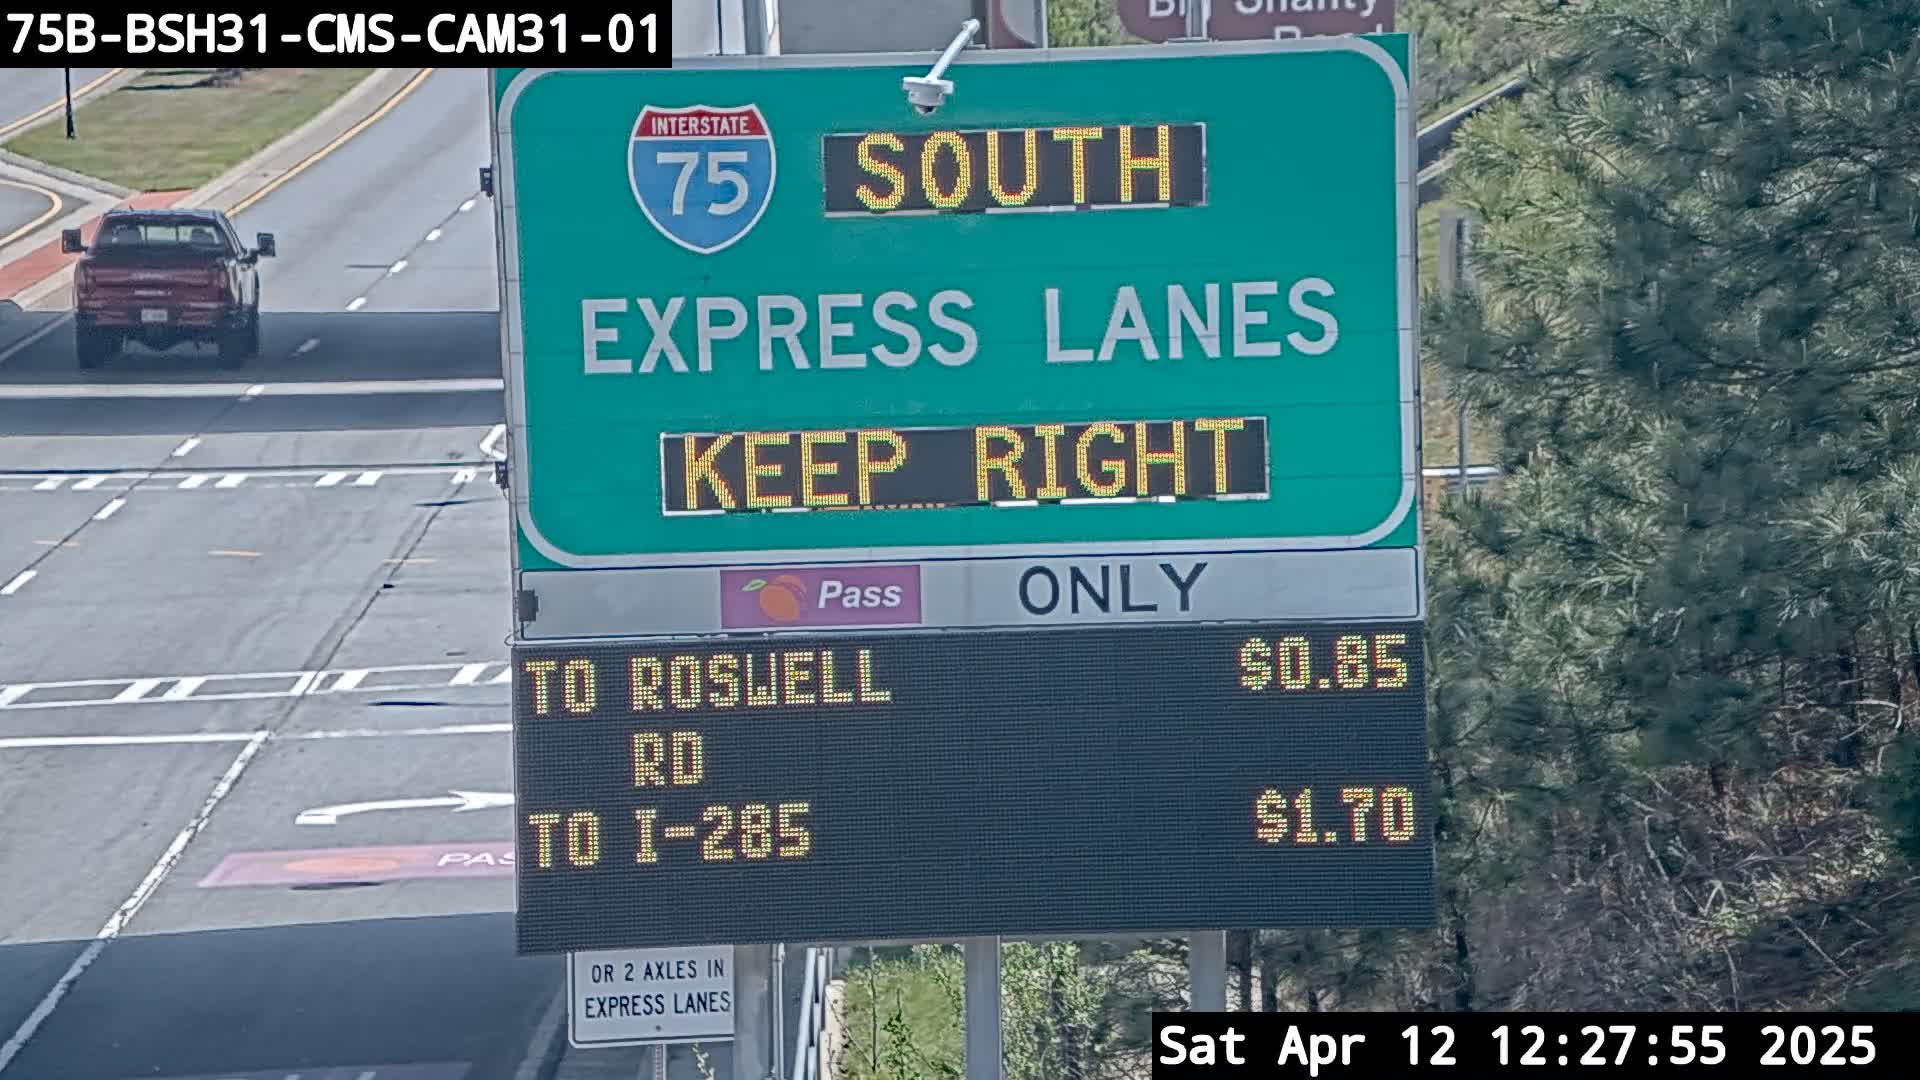 75B-BSH31-CMS-CAM31-01
Shanty
INTERSTATE
75
SOUTH
EXPRESS LANES
KEEP RIGHT
Pass
ONLY
TO ROSWELL $0.85
RD
TO I-285 $1.70
OR 2 AXLES IN
EXPRESS LANES
Sat Apr 12 12:27:55 2025